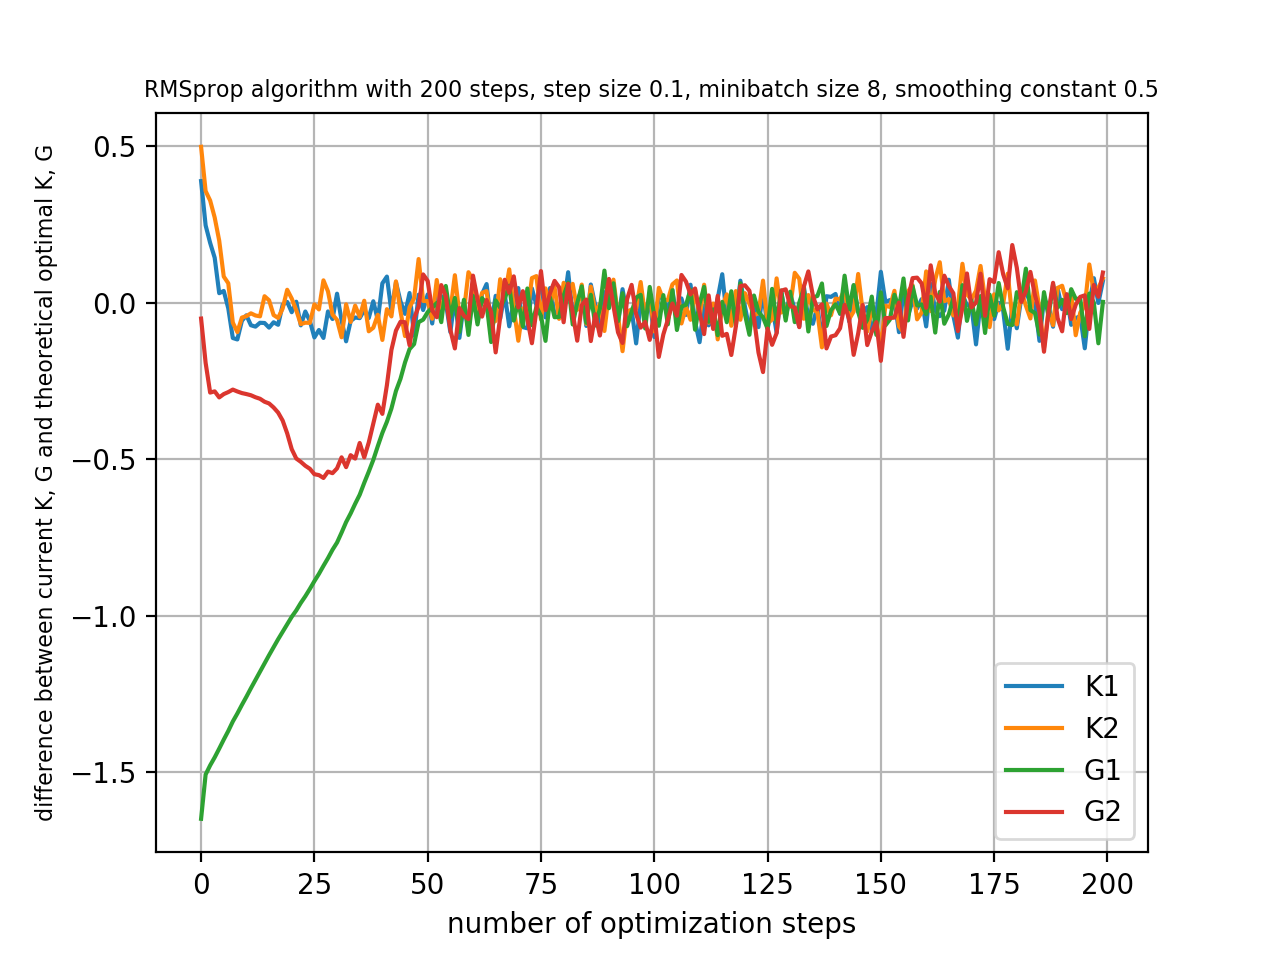 RMSprop algorithm with 200 steps, step size 0.1, minibatch size 8, smoothing constant 0.5
difference between current K, G and theoretical optimal K, G
0.5
0.0
−0.5
−1.0
−1.5
K1
K2
G1
G2
0 25 50 75 100 125 150 175 200
number of optimization steps